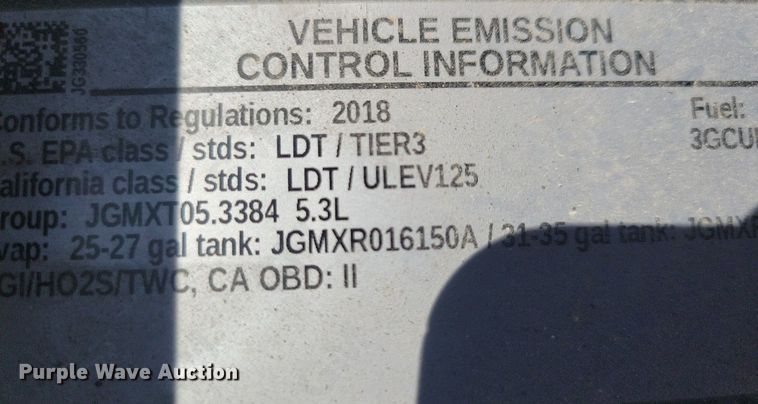 JG330586
VEHICLE EMISSION
CONTROL INFORMATION
onforms to Regulations: 2018
Fuel:
.S. EPA class / stds: LDT / TIER3
3GCU
alifornia class / stds: LDT / ULEV125
roup: JGMXT05.3384 5.3L
vap: 25-27 gal tank: JGMXR016150A / 31-35 gal tank: JGMXR
GI/HO2S/TWC, CA OBD: II
Purple Wave Auction